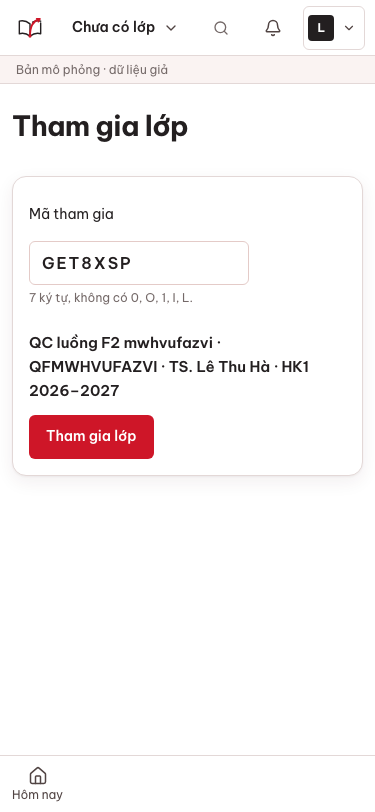 Chưa có lớp
L
Bản mô phỏng · dữ liệu giả
Tham gia lớp
Mã tham gia
GET8XSP
7 ký tự, không có 0, O, 1, I, L.
QC luồng F2 mwhvufazvi ·
QFMWHVUFAZVI · TS. Lê Thu Hà · HK1
2026–2027
Tham gia lớp
Hôm nay